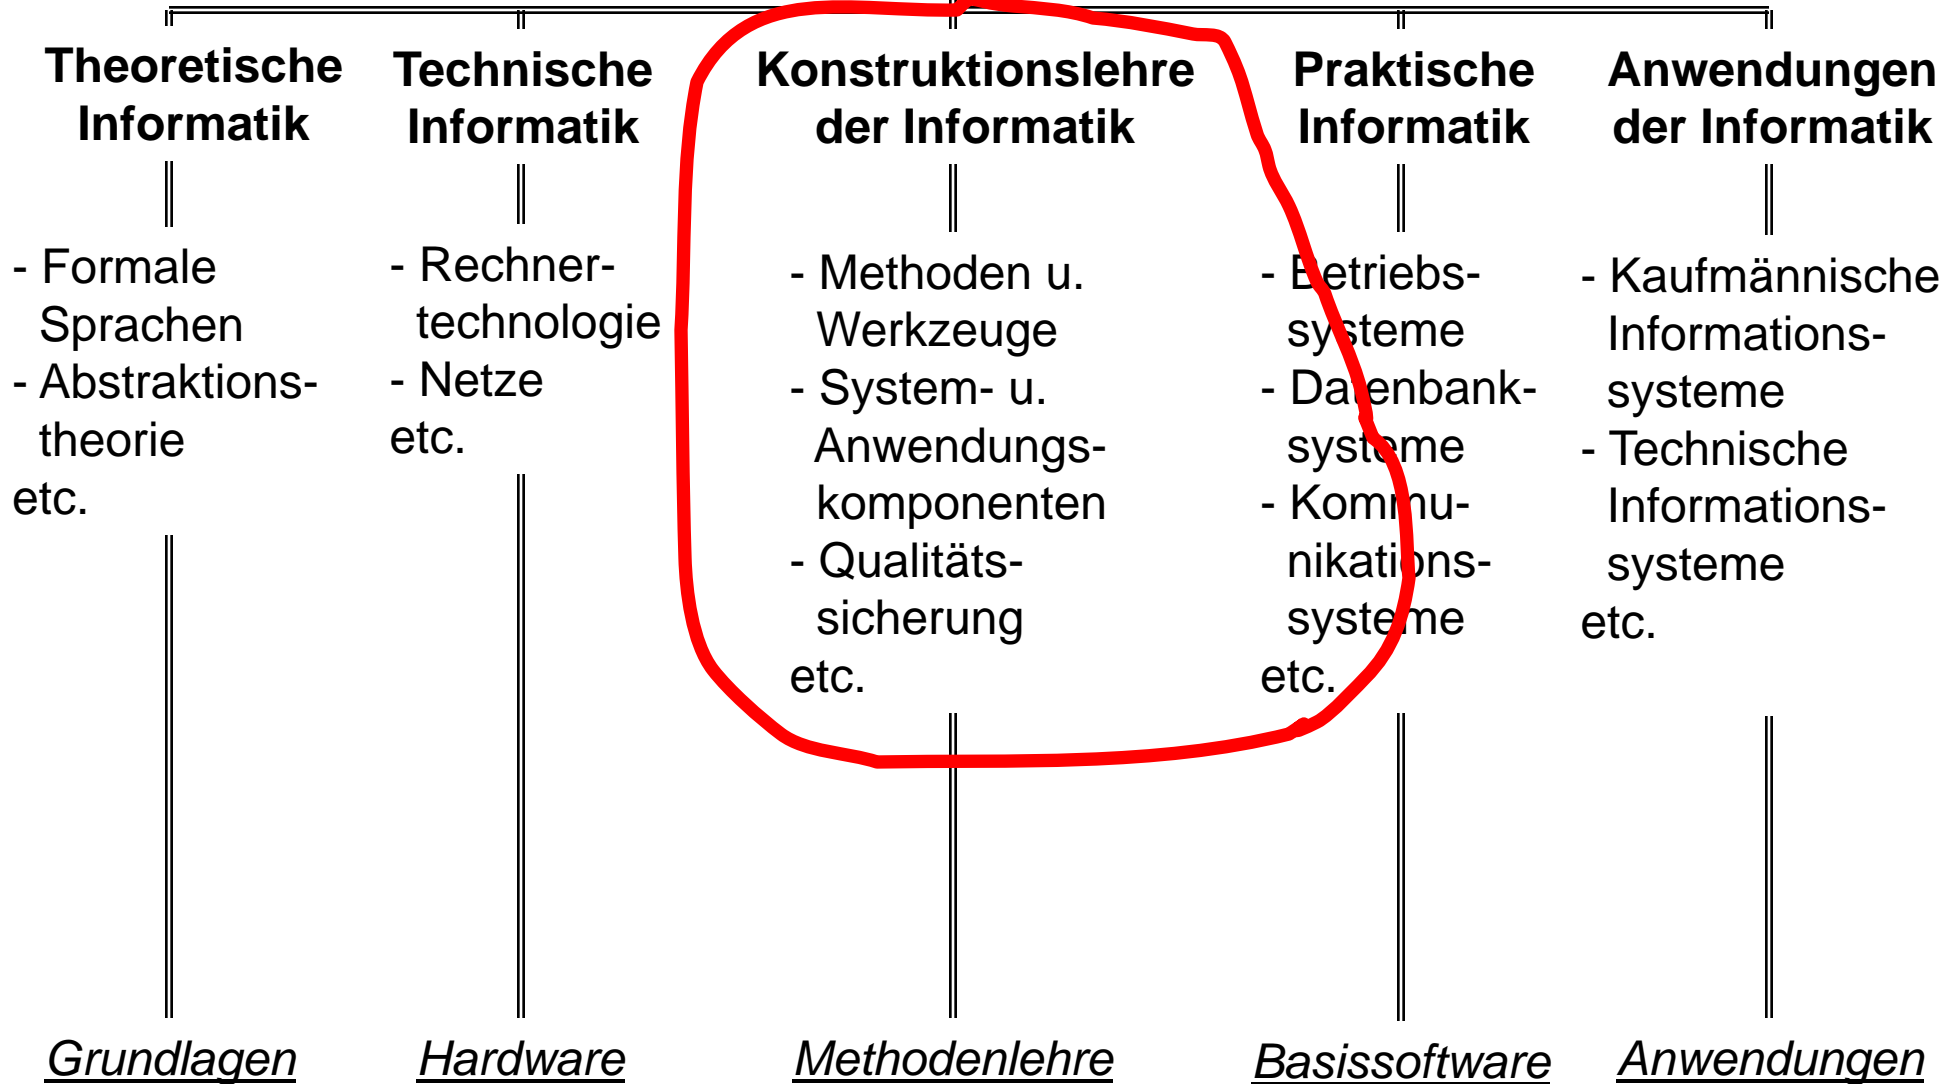 Theoretische
Informatik
- Formale
Sprachen
- Abstraktions-
theorie
etc.
Grundlagen
Technische
Informatik
- Rechner-
technologie
- Netze
etc.
Hardware
Konstruktionslehre
der Informatik
- Methoden u.
Werkzeuge
- System- u.
Anwendungs-
komponenten
- Qualitäts-
sicherung
etc.
Methodenlehre
Praktische
Informatik
- Betriebs-
systeme
- Datenbank-
systeme
- Kommu-
nikations-
systeme
etc.
Basissoftware
Anwendungen
der Informatik
- Kaufmännische
Informations-
systeme
- Technische
Informations-
systeme
etc.
Anwendungen